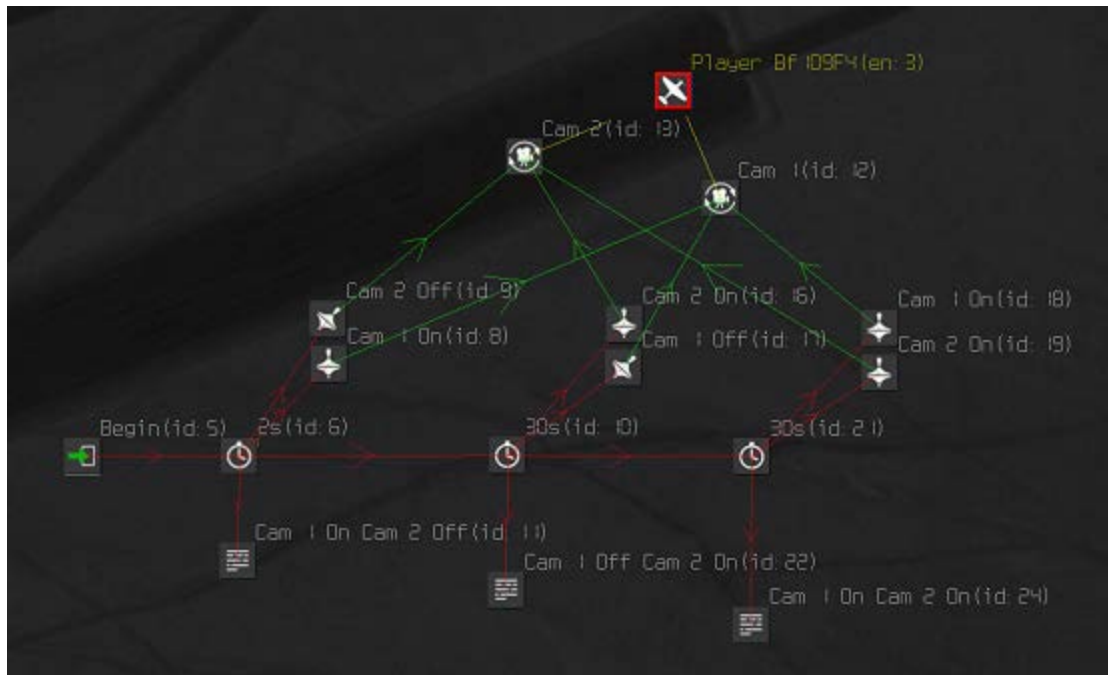 Player Bf109F4(en: 3)
Cam 2(id: 13)
Cam 1(id: 12)
Cam 2 Off(id: 9)
Cam 2 On(id: 16)
Cam 1 On(id: 18)
Cam 1 On(id: 8)
Cam 1 Off(id: 17)
Cam 2 On(id: 19)
Begin(id: 5)
2s(id: 6)
30s(id: 10)
30s(id: 21)
Cam 1 On Cam 2 Off(id: 11)
Cam 1 Off Cam 2 On(id: 22)
Cam 1 On Cam 2 On(id: 24)